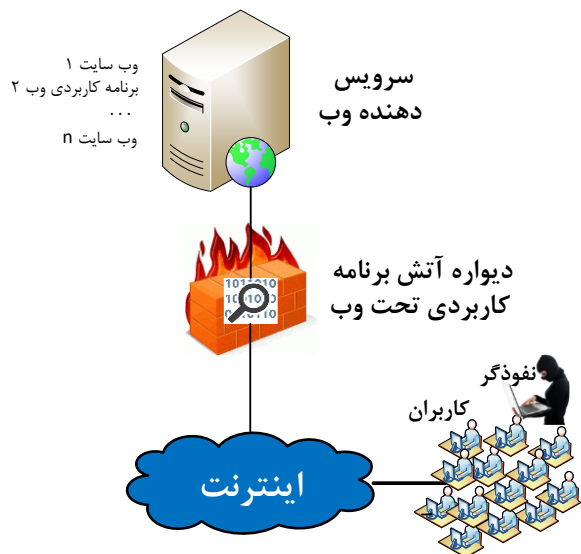 وب سایت ۱
برنامه کاربردی وب ۲
...
وب سایت n
سرویس
دهنده وب
دیواره آتش برنامه
کاربردی تحت وب
نفوذگر
کاربران
اینترنت